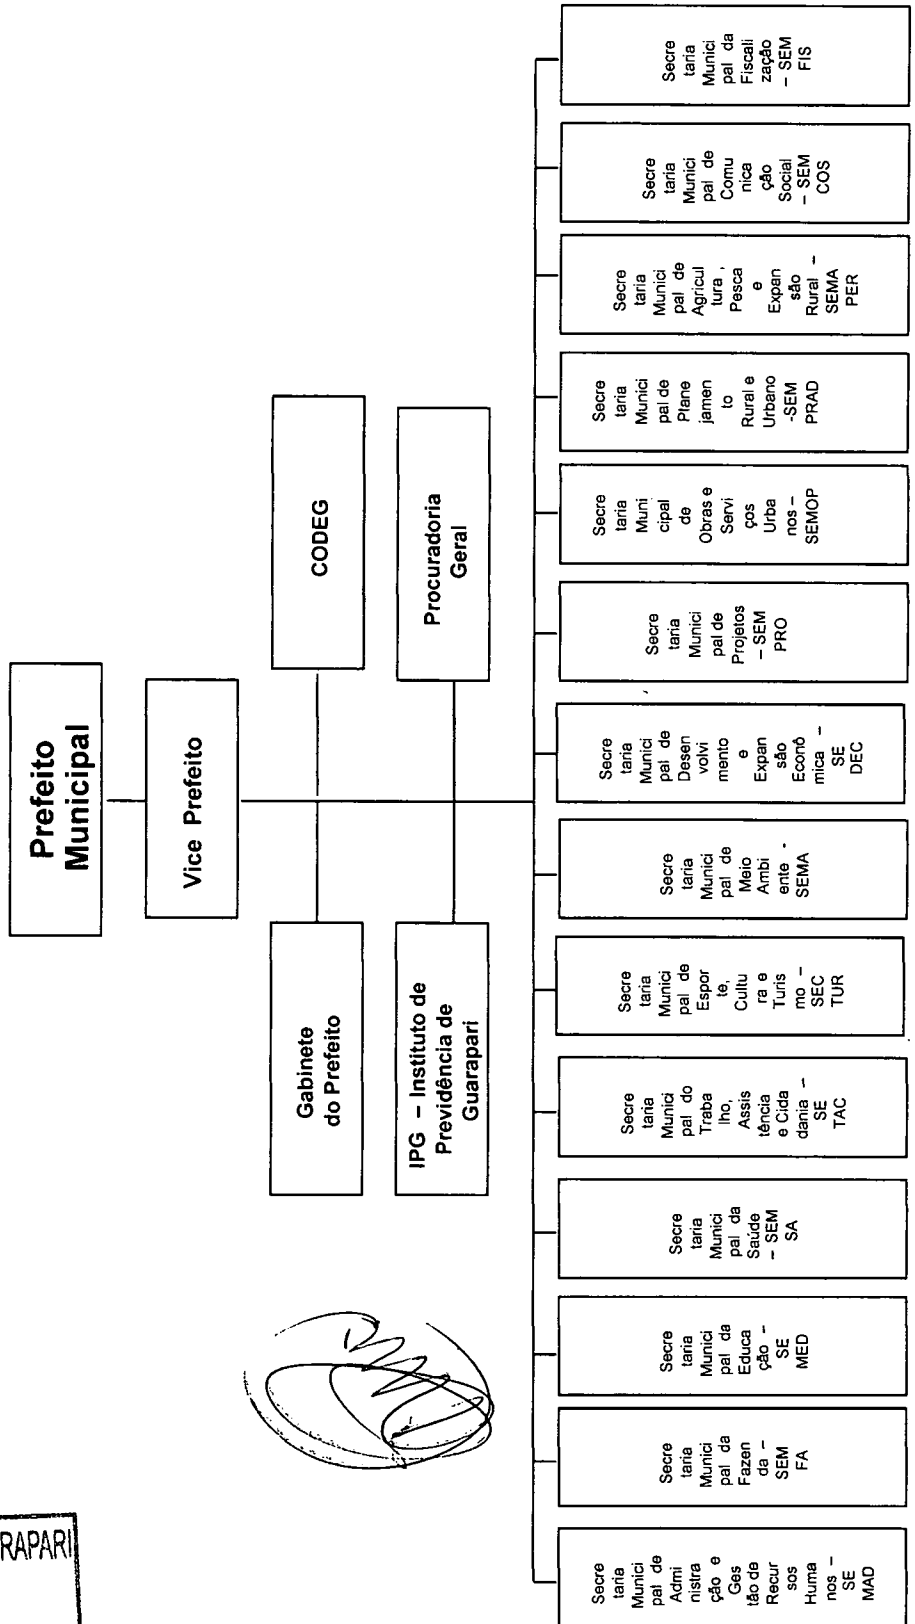 RAPARI
Prefeito
Municipal
Vice Prefeito
Gabinete
do Prefeito
CODEG
IPG – Instituto de
Previdência de
Guarapari
Procuradoria
Geral
Secre
taria
Munici
pal de
Admi
nistra
ção e
Ges
tão de
Recur
sos
Huma
nos –
SE
MAD
Secre
taria
Munici
pal da
Fazen
da –
SEM
FA
Secre
taria
Munici
pal da
Educa
ção –
SE
MED
Secre
taria
Munici
pal da
Saúde
– SEM
SA
Secre
taria
Munici
pal do
Traba
lho,
Assis
tência
e Cida
dania –
SE
TAC
Secre
taria
Munici
pal de
Espor
te,
Cultu
ra e
Turis
mo –
SEC
TUR
Secre
taria
Munici
pal de
Meio
Ambi
ente -
SEMA
Secre
taria
Munici
pal de
Desen
volvi
mento
e
Expan
são
Econô
mica –
SE
DEC
Secre
taria
Munici
pal de
Projetos
– SEM
PRO
Secre
taria
Muni
cipal
de
Obras e
Servi
ços
Urba
nos –
SEMOP
Secre
taria
Munici
pal de
Plane
jamen
to
Rural e
Urbano
-SEM
PRAD
Secre
taria
Munici
pal de
Agricul
tura ,
Pesca
e
Expan
são
Rural –
SEMA
PER
Secre
taria
Munici
pal de
Comu
nica
ção
Social
– SEM
COS
Secre
taria
Munici
pal da
Fiscali
zação
– SEM
FIS